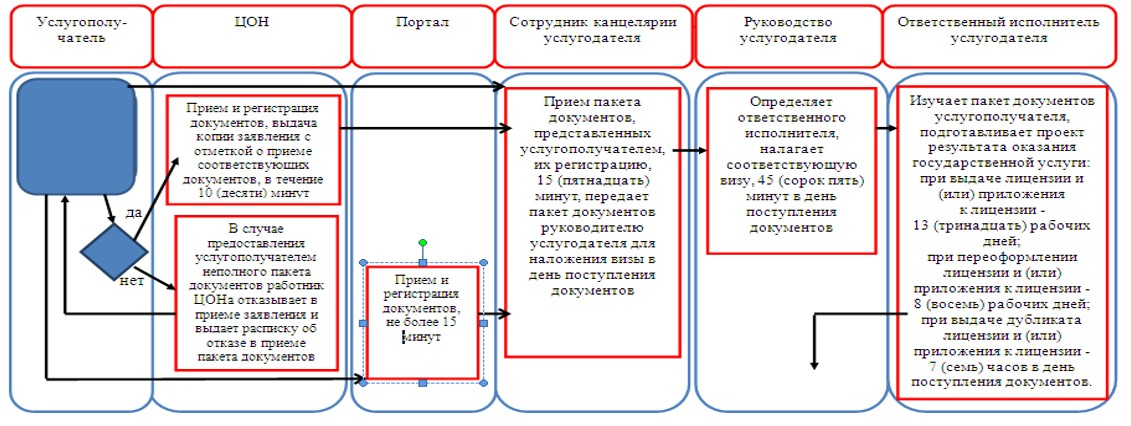 Услугополу-
чатель
ЦОН
Портал
Сотрудник канцелярии
услугодателя
Руководство
услугодателя
Ответственный исполнитель
услугодателя
да
нет
Прием и регистрация
документов, выдача
копии заявления с
отметкой о приеме
соответствующих
документов, в течение
10 (десяти) минут
В случае
предоставления
услугополучателем
неполного пакета
документов работник
ЦОНа отказывает в
приеме заявления и
выдает расписку об
отказе в приеме
пакета документов
Прием и
регистрация
документов,
не более 15
минут
Прием пакета
документов,
представленных
услугополучателем,
их регистрацию,
15 (пятнадцать)
минут, передает
пакет документов
руководителю
услугодателя для
наложения визы в
день поступления
документов
Определяет
ответственного
исполнителя,
налагает
соответствующую
визу, 45 (сорок пять)
минут в день
поступления
документов
Изучает пакет документов
услугополучателя,
подготавливает проект
результата оказания
государственной услуги:
при выдаче лицензии и
(или) приложения
к лицензии -
13 (тринадцать) рабочих
дней;
при переоформлении
лицензии и (или)
приложения к лицензии -
8 (восемь) рабочих дней;
при выдаче дубликата
лицензии и (или)
приложения к лицензии -
7 (семь) часов в день
поступления документов.